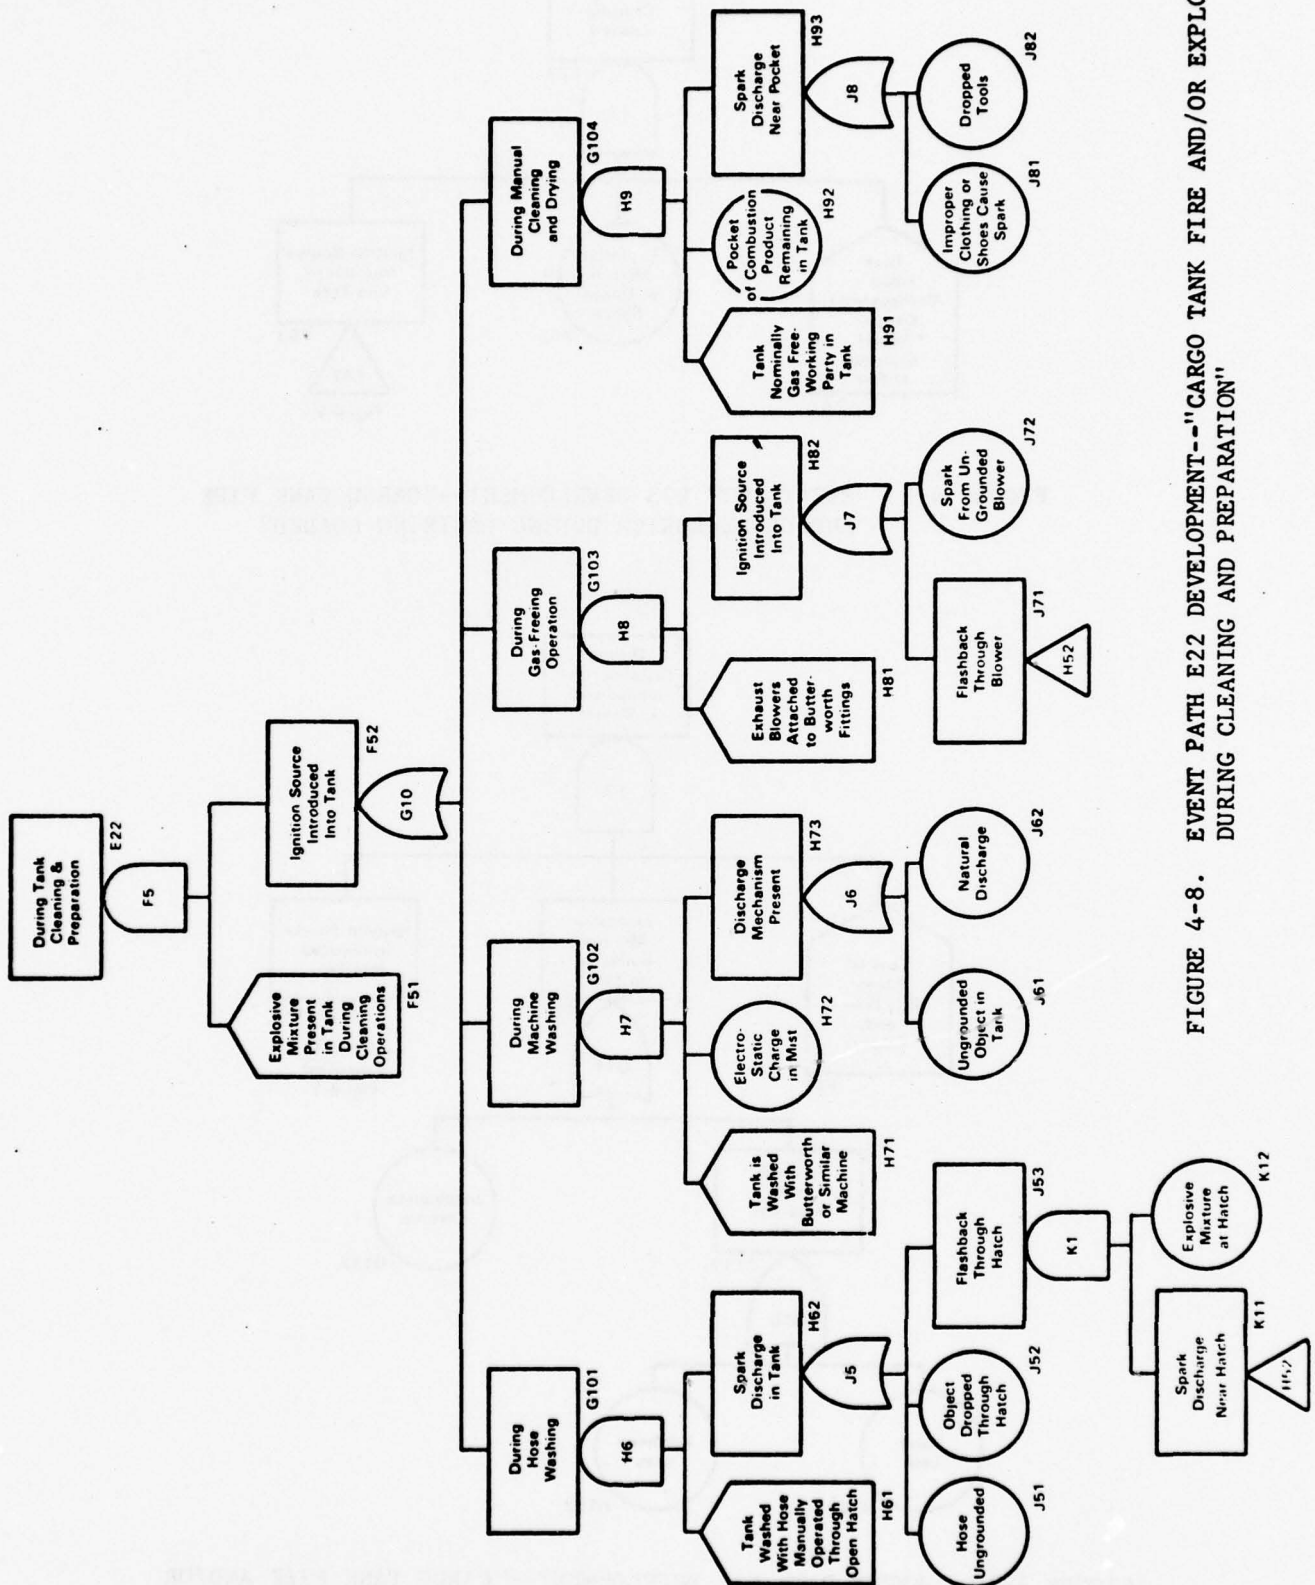 During Tank
Cleaning &
Preparation
E22
F5
Explosive
Mixture
Present
in Tank
During
Cleaning
Operations
F51
Ignition Source
Introduced
Into Tank
F52
G10
During
Hose
Washing
G101
H6
During
Machine
Washing
G102
H7
During
Gas-Freeing
Operation
G103
H8
During Manual
Cleaning
and Drying
G104
H9
Tank
Washed
With Hose
Manually
Operated
Through
Open Hatch
H61
Spark
Discharge
in Tank
H62
J5
Tank is
Washed
With
Butterworth
or Similar
Machine
H71
Electro-
Static
Charge
in Mist
H72
Discharge
Mechanism
Present
H73
J6
Exhaust
Blowers
Attached
to Butter-
worth
Fittings
H81
Ignition Source
Introduced
Into Tank
H82
J7
Tank
Nominally
Gas Free-
Working
Party in
Tank
H91
Pocket
of Combustion
Product
Remaining
in Tank
H92
Spark
Discharge
Near Pocket
H93
J8
Hose
Ungrounded
J51
Object
Dropped
Through
Hatch
J52
Flashback
Through
Hatch
J53
K1
Ungrounded
Object in
Tank
J61
Natural
Discharge
J62
Flashback
Through
Blower
J71
H52
Spark
From Un-
Grounded
Blower
J72
Improper
Clothing or
Shoes Cause
Spark
J81
Dropped
Tools
J82
Spark
Discharge
Near Hatch
K11
Explosive
Mixture
at Hatch
K12
FIGURE 4-8. EVENT PATH E22 DEVELOPMENT--"CARGO TANK FIRE AND/OR EXPLO
DURING CLEANING AND PREPARATION"